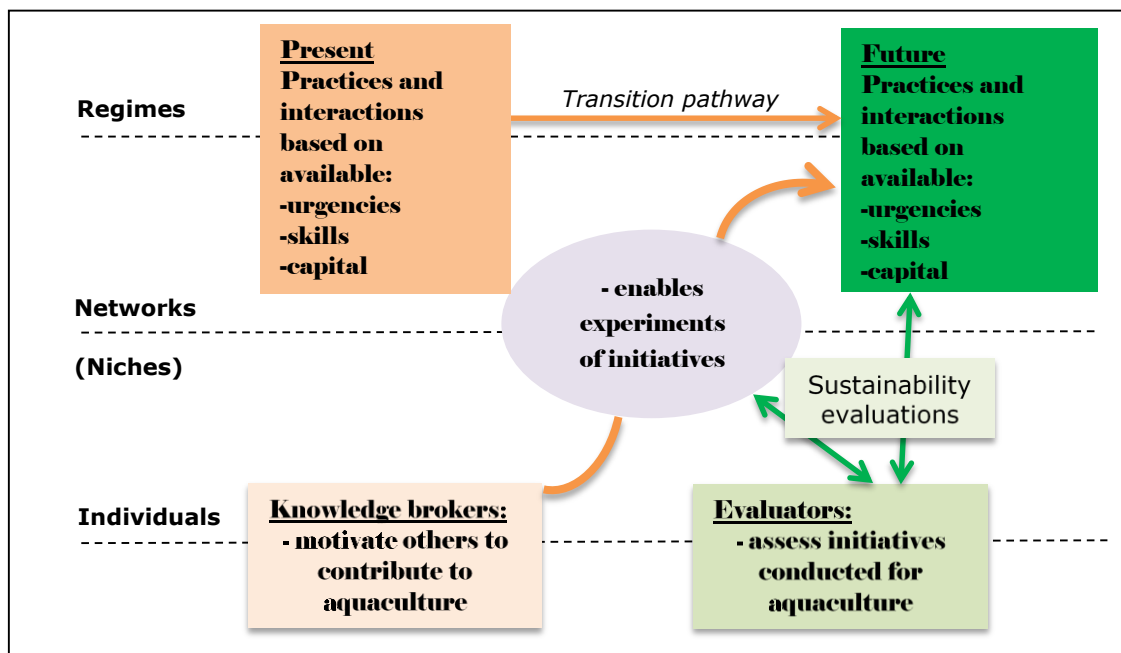 Regimes
Present
Practices and
interactions
based on
available:
-urgencies
-skills
-capital
Transition pathway
Future
Practices and
interactions
based on
available:
-urgencies
-skills
-capital
Networks
(Niches)
- enables
experiments
of initiatives
Sustainability
evaluations
Individuals
Knowledge brokers:
- motivate others to
contribute to
aquaculture
Evaluators:
- assess initiatives
conducted for
aquaculture